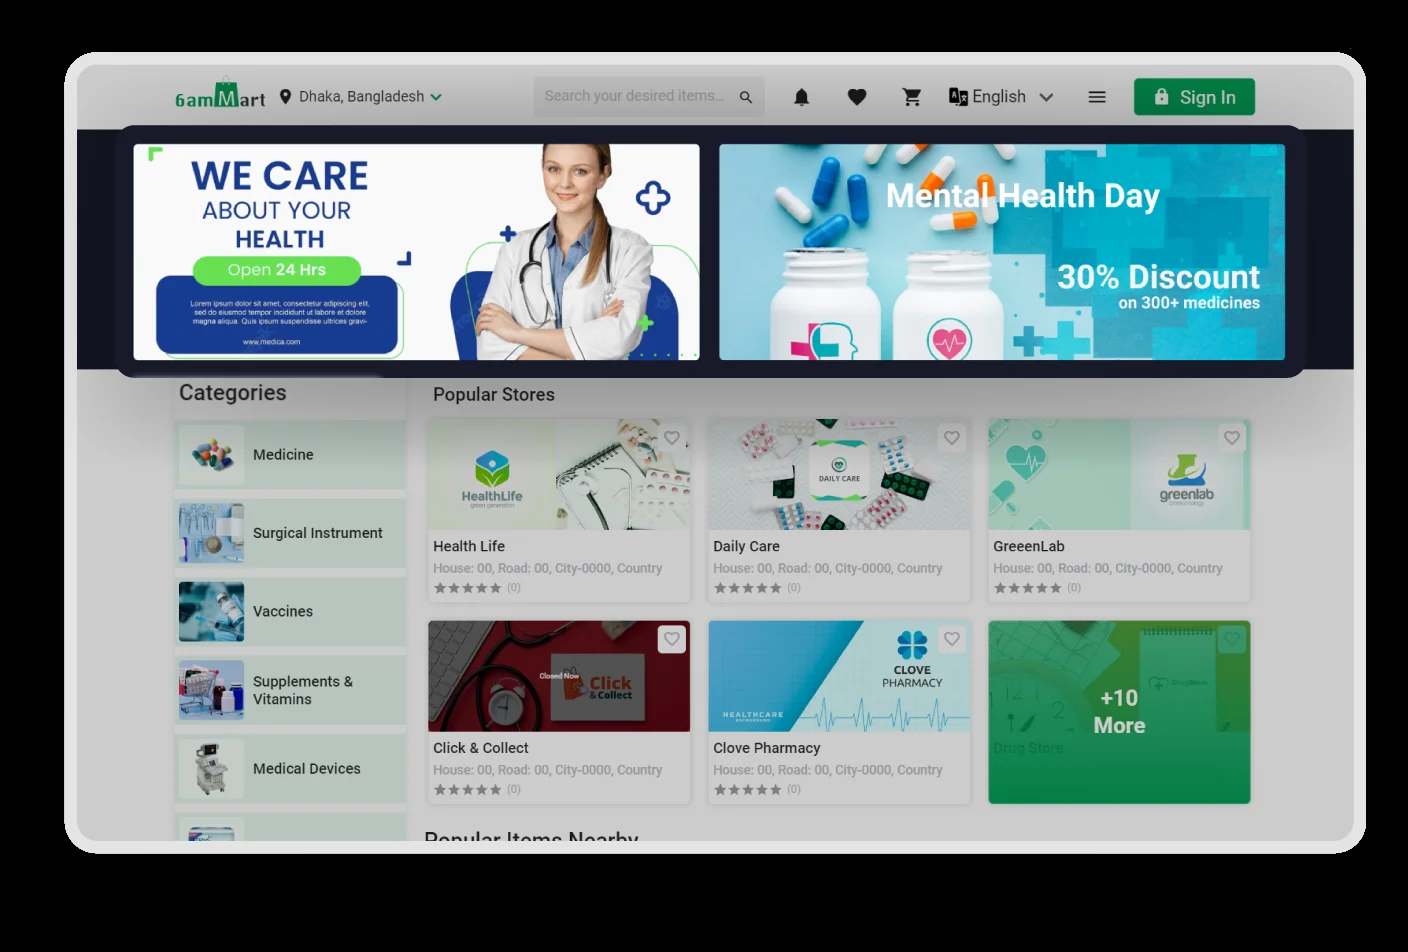 6amMart
Dhaka, Bangladesh
Search your desired items...
English
Sign In
WE CARE
ABOUT YOUR
HEALTH
Open 24 Hrs
Lorem ipsum dolor sit amet, consectetur adipiscing elit,
sed do eiusmod tempor incididunt ut labore et dolore
magna aliqua. Quis ipsum suspendisse ultrices gravi-
www.medica.com
Mental Health Day
30% Discount
on 300+ medicines
Categories
Medicine
Surgical Instrument
Vaccines
Supplements &
Vitamins
Medical Devices
Popular Stores
HealthLife
green generation
Health Life
House: 00, Road: 00, City-0000, Country
(0)
DAILY CARE
Daily Care
House: 00, Road: 00, City-0000, Country
(0)
greenlab
GreeenLab
House: 00, Road: 00, City-0000, Country
(0)
Closed Now
Click
& Collect
Click & Collect
House: 00, Road: 00, City-0000, Country
(0)
CLOVE
PHARMACY
HEALTHCARE
BACKGROUND
Clove Pharmacy
House: 00, Road: 00, City-0000, Country
(0)
DrugStore
+10
More
Drug Store
Popular Items Nearby